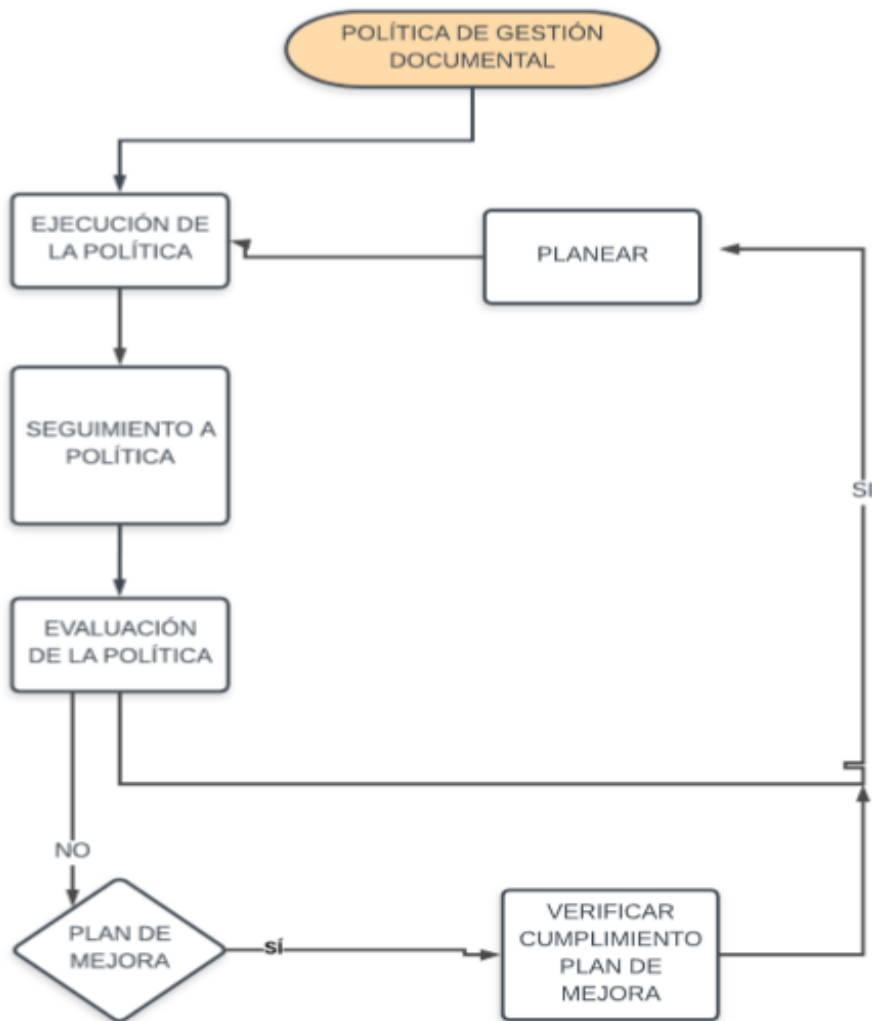 POLÍTICA DE GESTIÓN
DOCUMENTAL
EJECUCIÓN DE
LA POLÍTICA
PLANEAR
SEGUIMIENTO A
POLÍTICA
SI
EVALUACIÓN
DE LA POLÍTICA
NO
PLAN DE
MEJORA
SÍ
VERIFICAR
CUMPLIMIENTO
PLAN DE
MEJORA